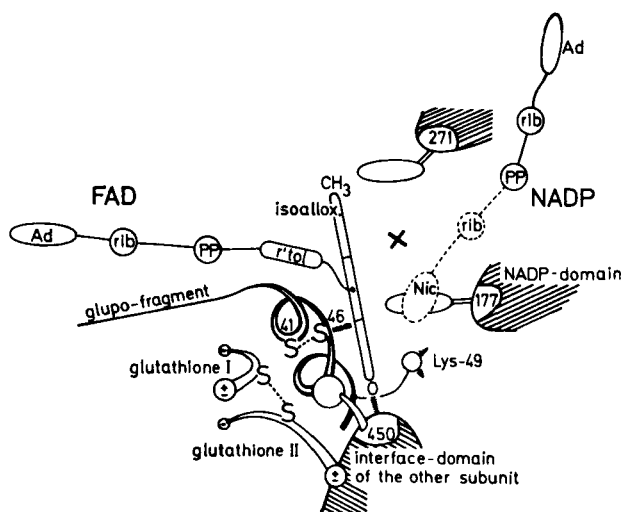 Ad
rib
271
CH3
FAD
isoallox.
PP
NADP
rib
Ad
rib
PP
r'tol
Nic
NADP-domain
glupo-fragment
177
41
46
S
S
glutathione I
S
Lys-49
±
S
O
glutathione II
450
interface-domain
of the other subunit
±